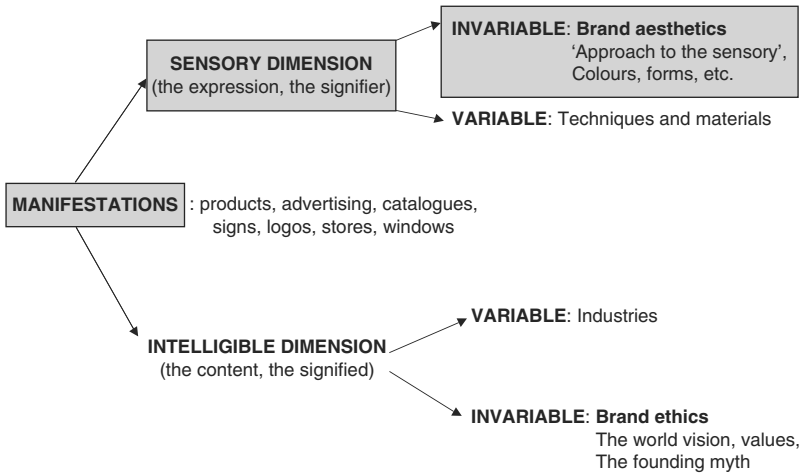 INVARIABLE: Brand aesthetics
'Approach to the sensory',
Colours, forms, etc.
SENSORY DIMENSION
(the expression, the signifier)
VARIABLE: Techniques and materials
MANIFESTATIONS : products, advertising, catalogues,
signs, logos, stores, windows
VARIABLE: Industries
INTELLIGIBLE DIMENSION
(the content, the signified)
INVARIABLE: Brand ethics
The world vision, values,
The founding myth